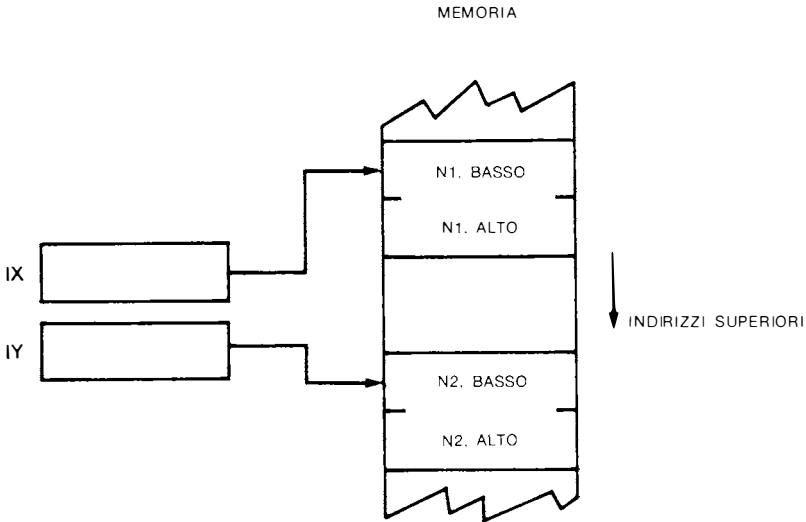 MEMORIA
N1. BASSO
N1. ALTO
IX
INDIRIZZI SUPERIORI
IY
N2. BASSO
N2. ALTO